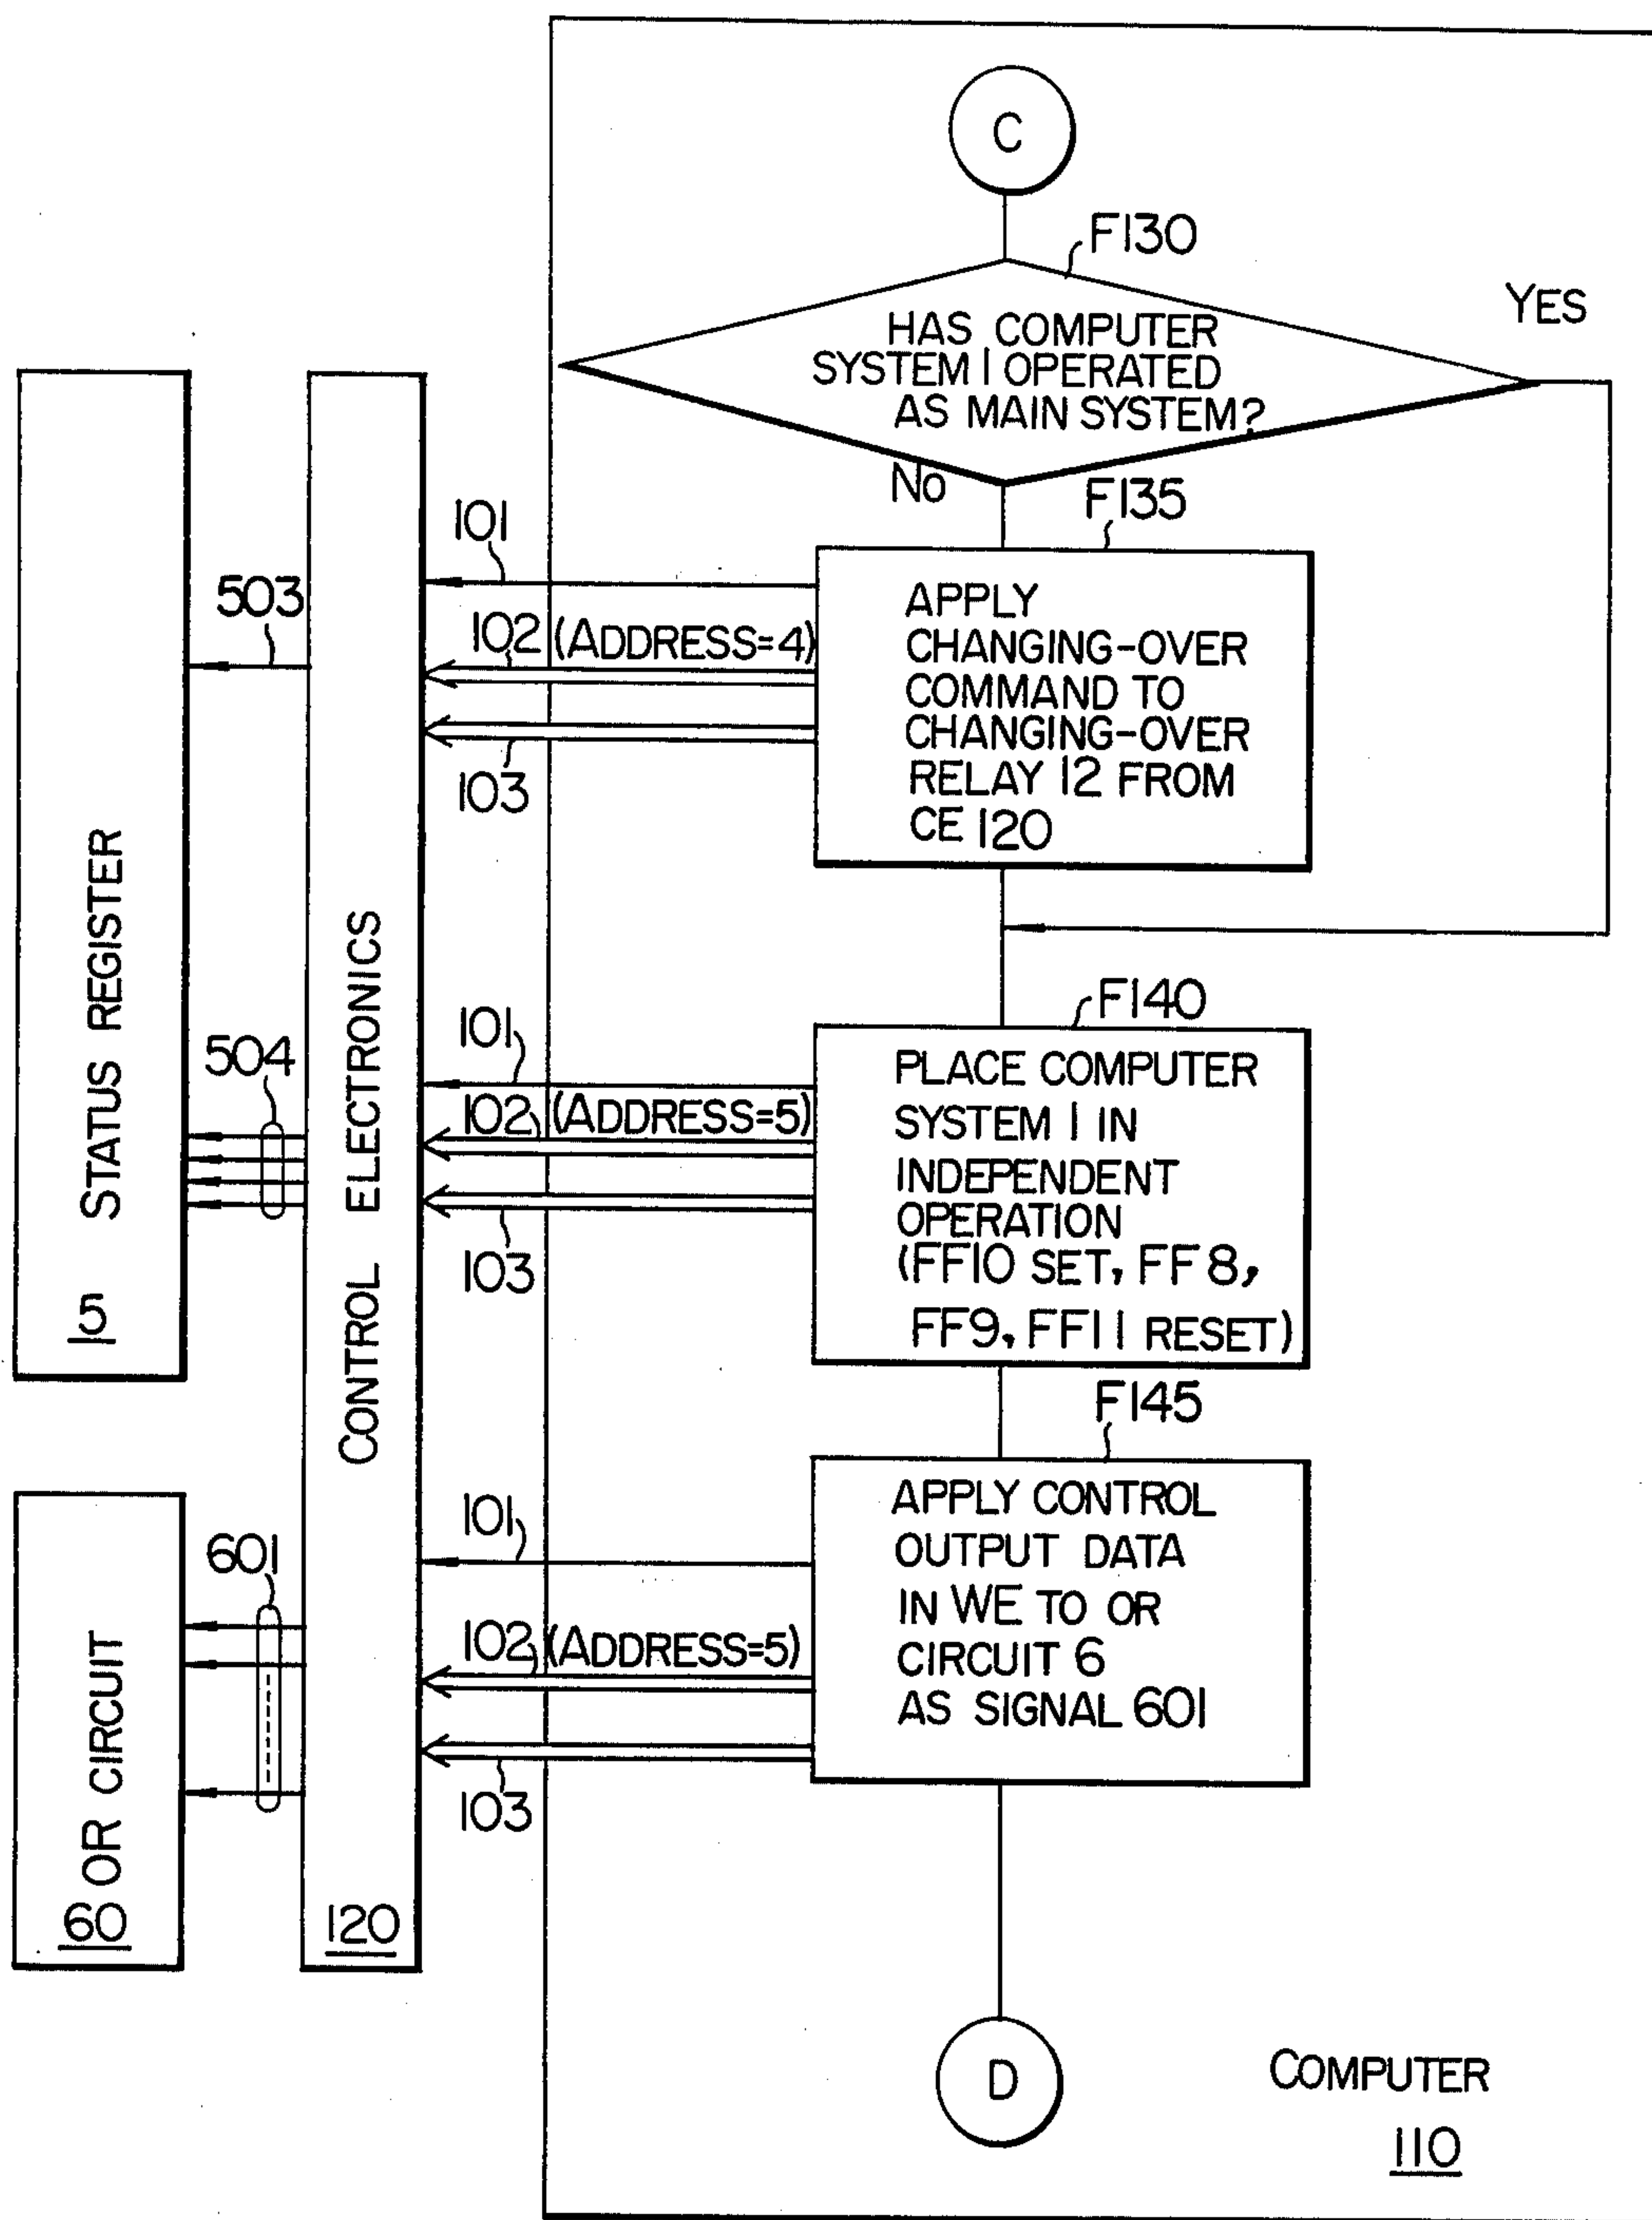 C
F130
YES
HAS COMPUTER
SYSTEM 1 OPERATED
AS MAIN SYSTEM?
NO
F135
101
503
102 (ADDRESS=4)
103
APPLY
CHANGING-OVER
COMMAND TO
CHANGING-OVER
RELAY 12 FROM
CE 120
STATUS REGISTER
15
CONTROL ELECTRONICS
F140
101
504
102 (ADDRESS=5)
103
PLACE COMPUTER
SYSTEM 1 IN
INDEPENDENT
OPERATION
(FF10 SET, FF8,
FF9, FF11 RESET)
F145
101
601
102 (ADDRESS=5)
103
APPLY CONTROL
OUTPUT DATA
IN WE TO OR
CIRCUIT 6
AS SIGNAL 601
OR CIRCUIT
60
120
D
COMPUTER
110